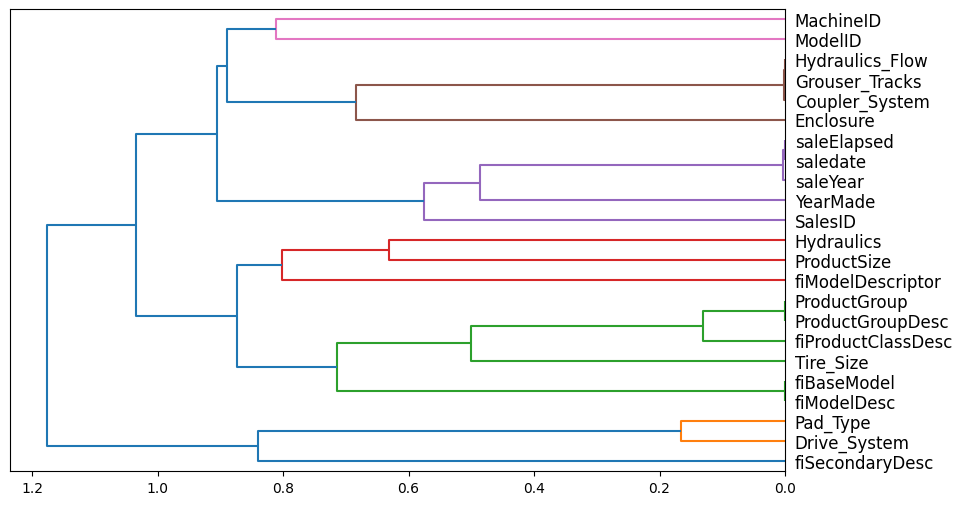 MachineID
ModelID
Hydraulics_Flow
Grouser_Tracks
Coupler_System
Enclosure
saleElapsed
saledate
saleYear
YearMade
SalesID
Hydraulics
ProductSize
fiModelDescriptor
ProductGroup
ProductGroupDesc
fiProductClassDesc
Tire_Size
fiBaseModel
fiModelDesc
Pad_Type
Drive_System
fiSecondaryDesc
1.2 1.0 0.8 0.6 0.4 0.2 0.0